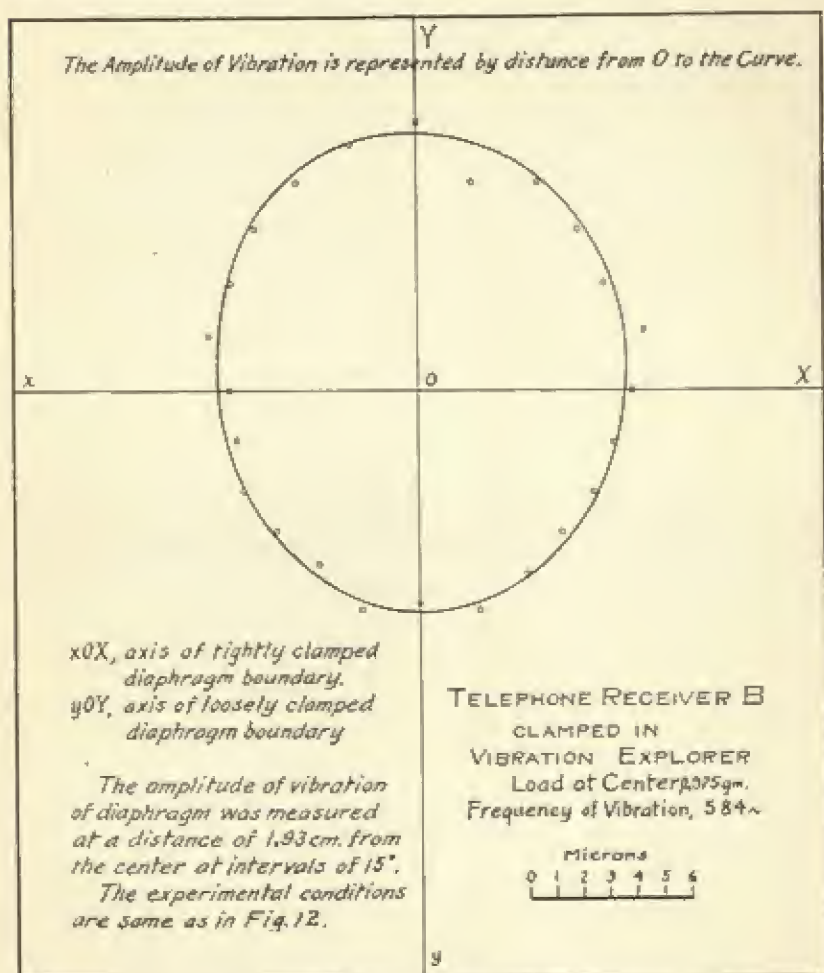 Y
The Amplitude of Vibration is represented by distance from O to the Curve.
x
O
X
xOX, axis of tightly clamped
diaphragm boundary.
yOY, axis of loosely clamped
diaphragm boundary
The amplitude of vibration
of diaphragm was measured
at a distance of 1.93 cm. from
the center at intervals of 15°.
The experimental conditions
are same as in Fig. 12.
TELEPHONE RECEIVER B
CLAMPED IN
VIBRATION EXPLORER
Load at Center
Frequency of Vibration, 584~
Microns
0 1 2 3 4 5 6
y